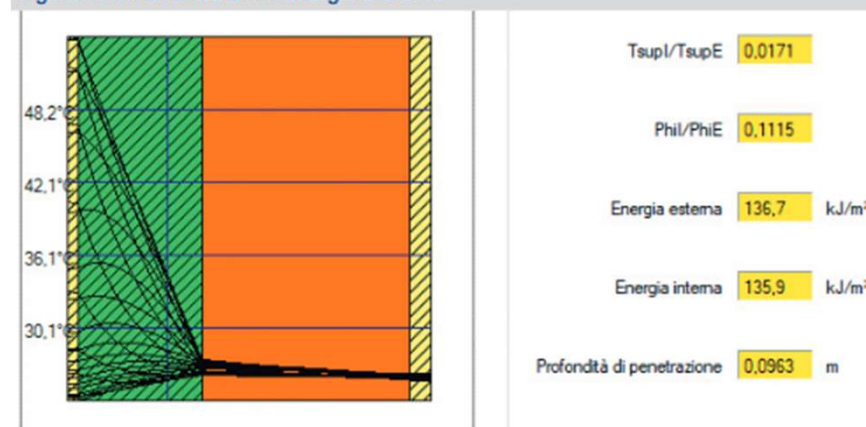 48,2°C
42,1°C
36,1°C
30,1°C
TsupI/TsupE 0,0171
PhiI/PhiE 0,1115
Energia esterna 136,7 kJ/m²
Energia interna 135,9 kJ/m²
Profondità di penetrazione 0,0963 m